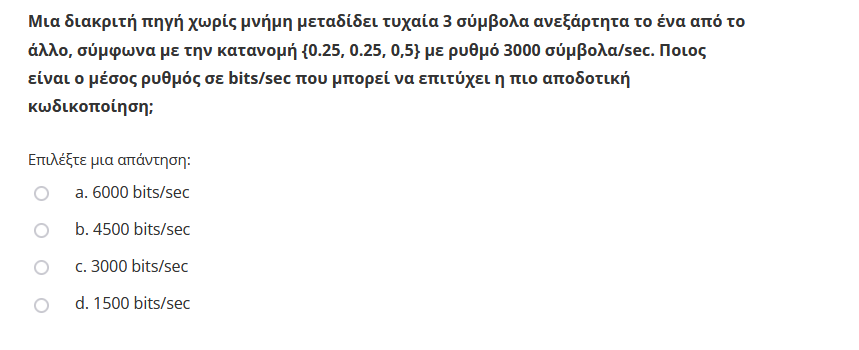 Μια διακριτή πηγή χωρίς μνήμη μεταδίδει τυχαία 3 σύμβολα ανεξάρτητα το ένα από το
άλλο, σύμφωνα με την κατανομή {0.25, 0.25, 0,5} με ρυθμό 3000 σύμβολα/sec. Ποιος
είναι ο μέσος ρυθμός σε bits/sec που μπορεί να επιτύχει η πιο αποδοτική
κωδικοποίηση;
Επιλέξτε μια απάντηση:
a. 6000 bits/sec
b. 4500 bits/sec
c. 3000 bits/sec
d. 1500 bits/sec